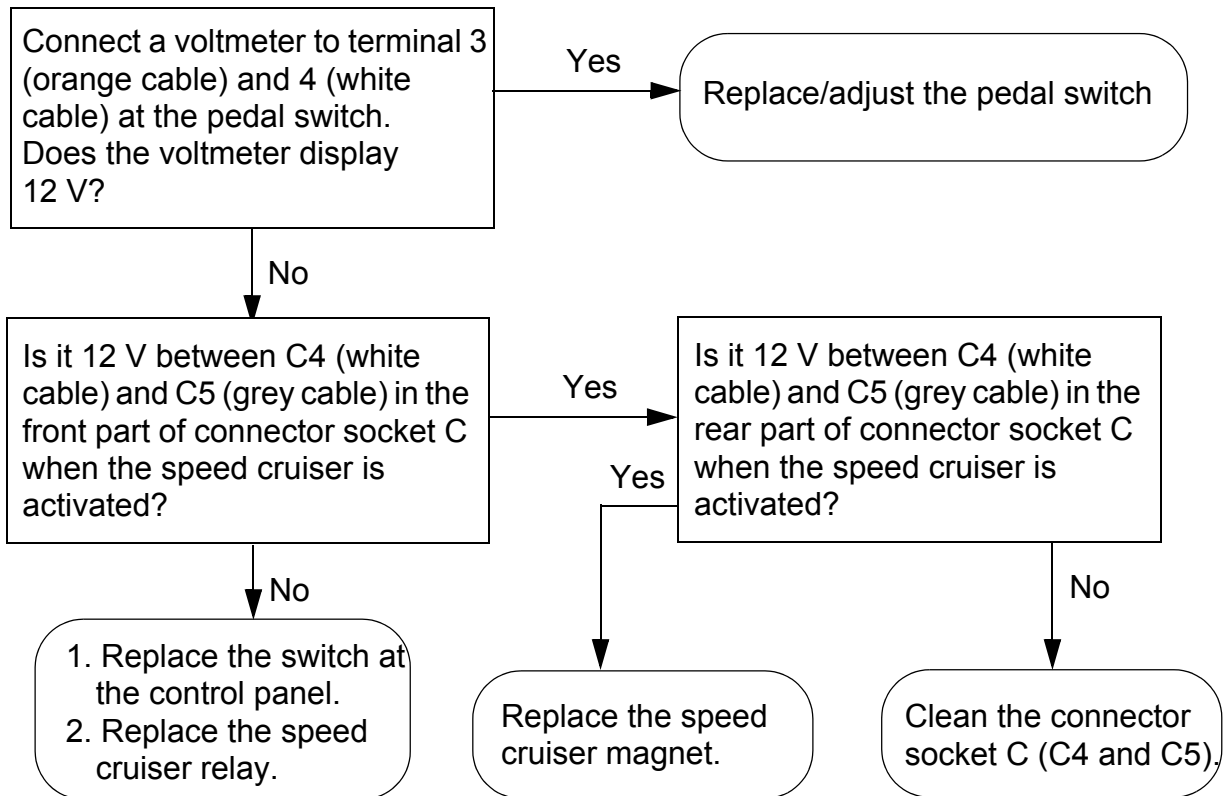 Connect a voltmeter to terminal 3
(orange cable) and 4 (white
cable) at the pedal switch.
Does the voltmeter display
12 V?
Yes
Replace/adjust the pedal switch
No
Is it 12 V between C4 (white
cable) and C5 (grey cable) in the
front part of connector socket C
when the speed cruiser is
activated?
Yes
Is it 12 V between C4 (white
cable) and C5 (grey cable) in the
rear part of connector socket C
when the speed cruiser is
activated?
Yes
No
No
1. Replace the switch at
the control panel.
2. Replace the speed
cruiser relay.
Replace the speed
cruiser magnet.
Clean the connector
socket C (C4 and C5).